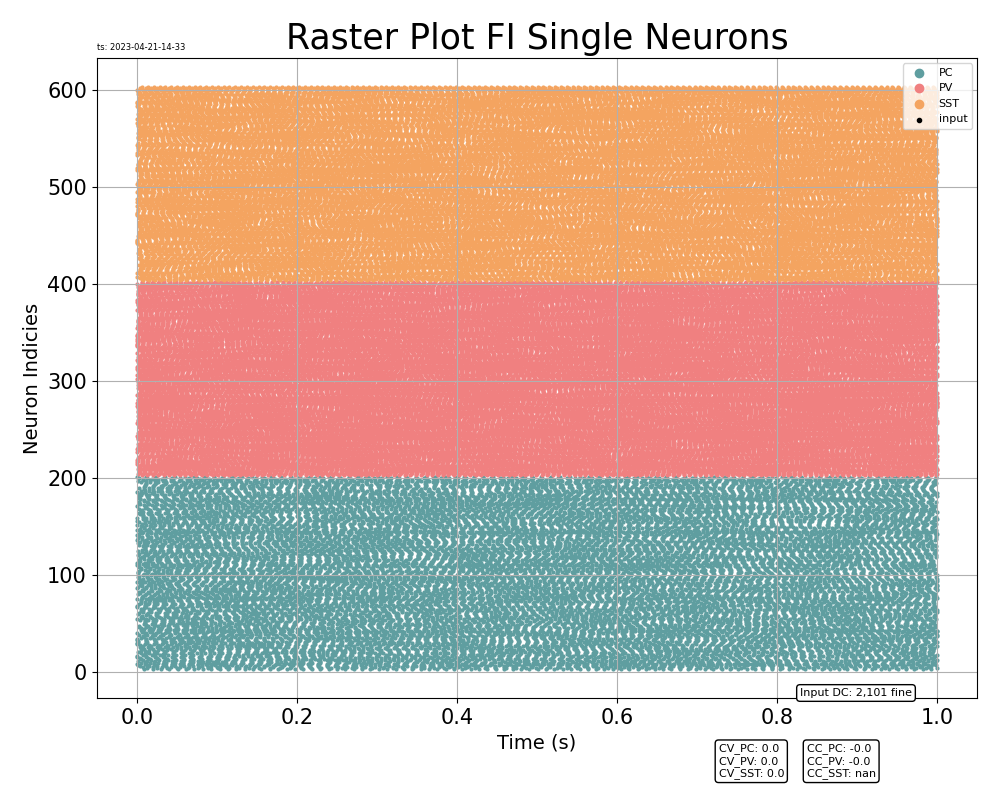 Raster Plot FI Single Neurons
ts: 2023-04-21-14-33
PC
PV
SST
input
600
500
400
300
200
100
0
Neuron Indicies
0.0
0.2
0.4
0.6
0.8
1.0
Time (s)
Input DC: 2,101 fine
CV_PC: 0.0
CV_PV: 0.0
CV_SST: 0.0
CC_PC: -0.0
CC_PV: -0.0
CC_SST: nan